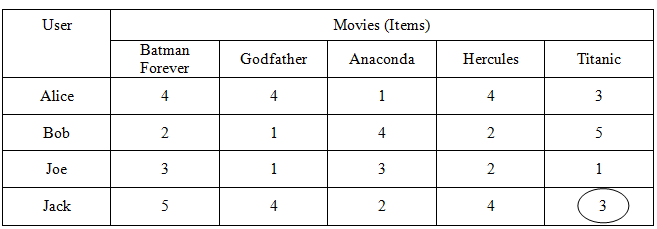 User Movies (Items)
Batman Forever Godfather Anaconda Hercules Titanic
Alice 4 4 1 4 3
Bob 2 1 4 2 5
Joe 3 1 3 2 1
Jack 5 4 2 4 3